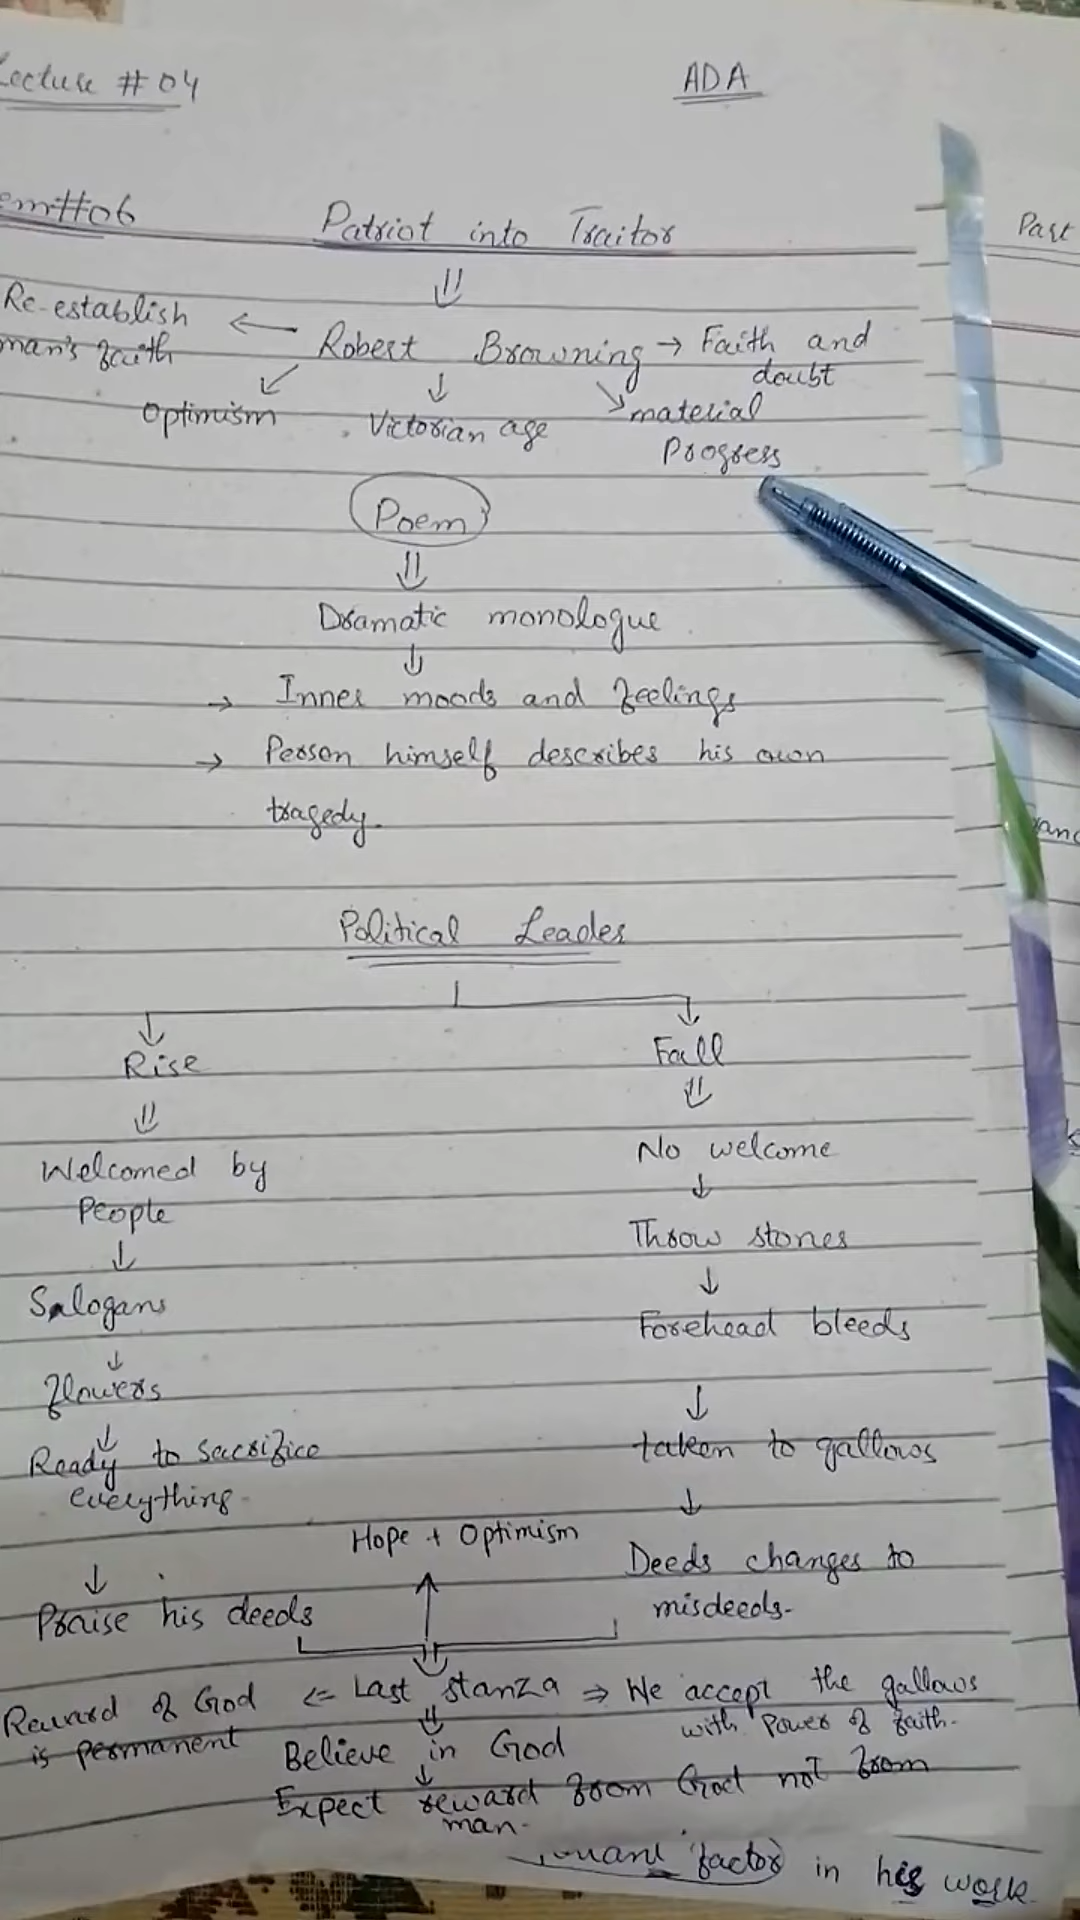 Lecture # 04
ADA
em#06
Patriot into Traitor
Part
Re-establish
man's faith
Robert Browning → Faith and
doubt
Optimism
Victorian age
material
Progress
Poem
Dramatic monologue
→ Inner moods and feelings
→ Person himself describes his own
tragedy.
Political Leader
Rise
Fall
Welcomed by
People
No welcome
Throw stones
Slogans
Forehead bleeds
flowers
taken to gallows
Ready to sacrifice
everything.
Hope + Optimism
Deeds changes to
misdeeds.
Praise his deeds
Reward of God
is permanent
⇐ Last stanza ⇒ We accept the gallows
with Power of faith.
Believe in God
Expect reward from God not from
man.
factor in his work